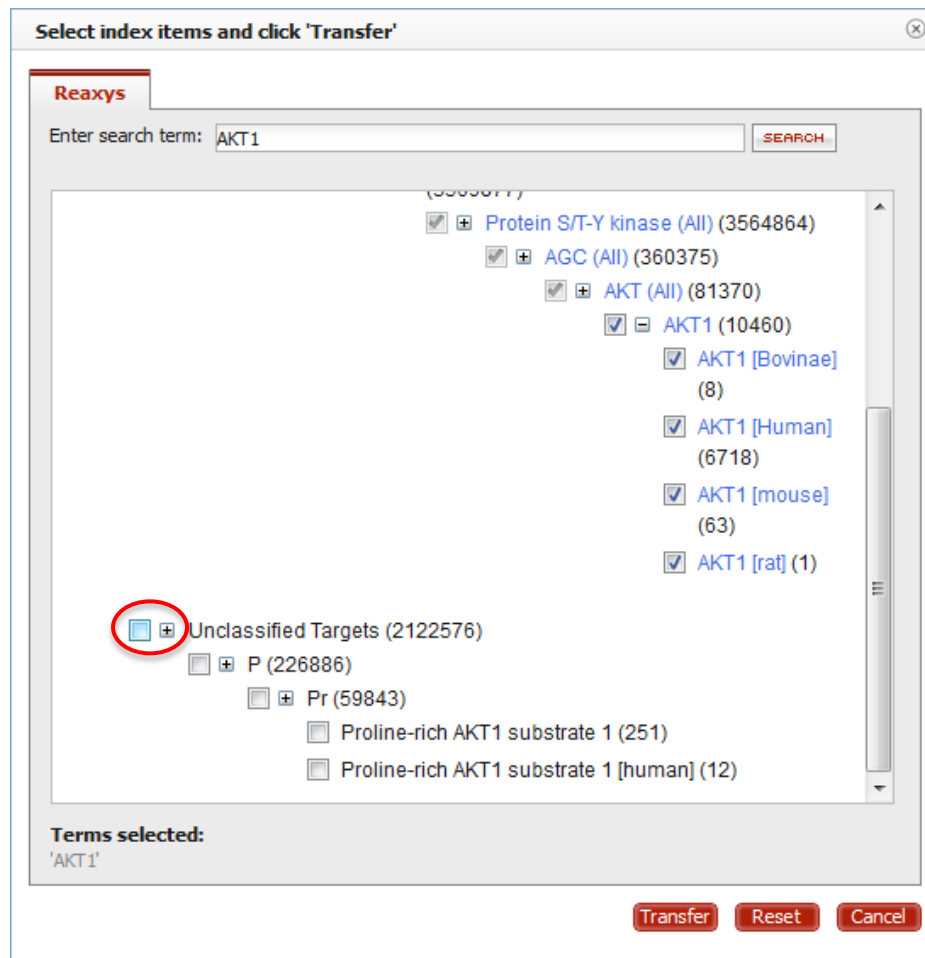 Select index items and click 'Transfer'
Reaxys
Enter search term: AKT1 SEARCH
Protein S/T-Y kinase (All) (3564864)
AGC (All) (360375)
AKT (All) (81370)
AKT1 (10460)
AKT1 [Bovinae]
(8)
AKT1 [Human]
(6718)
AKT1 [mouse]
(63)
AKT1 [rat] (1)
Unclassified Targets (2122576)
P (226886)
Pr (59843)
Proline-rich AKT1 substrate 1 (251)
Proline-rich AKT1 substrate 1 [human] (12)
Terms selected:
'AKT1'
Transfer Reset Cancel